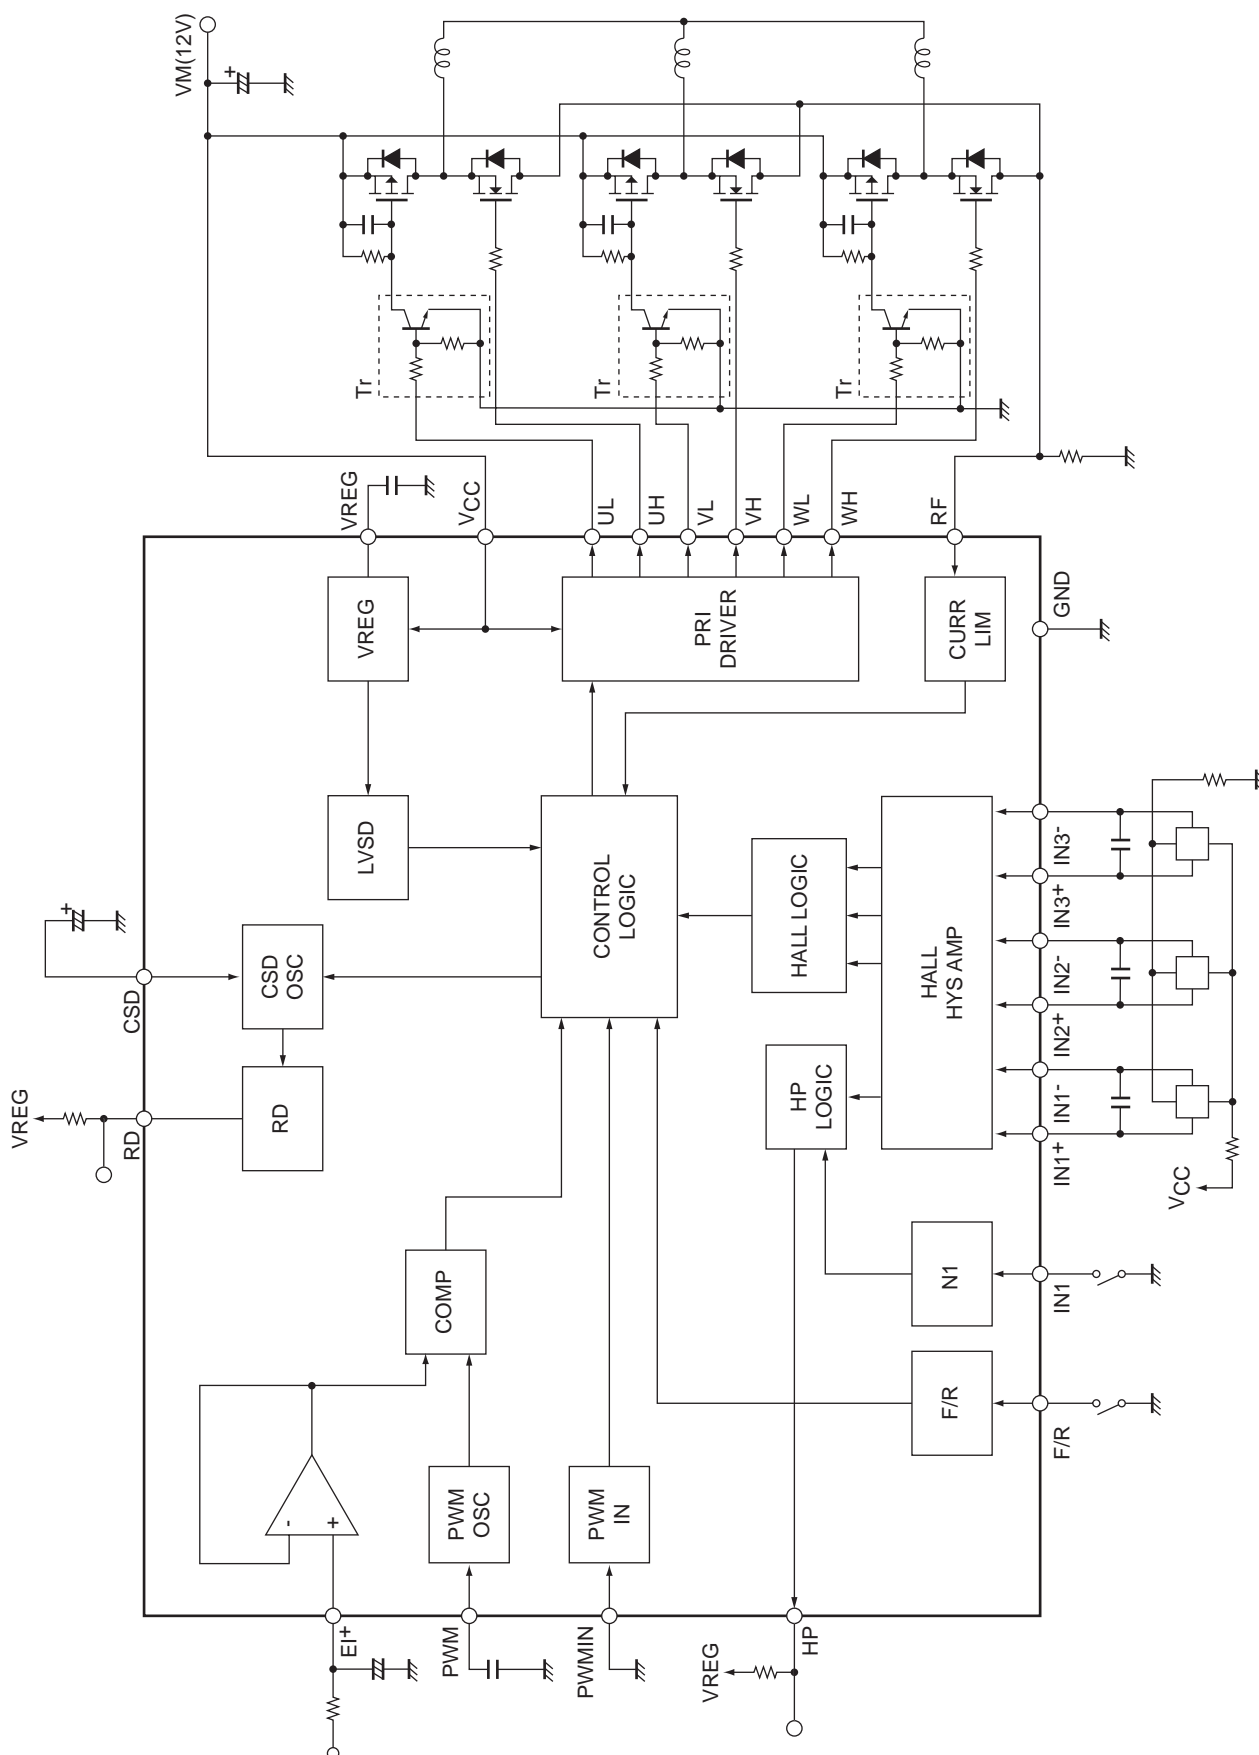 VM(12V)
+
Tr
Tr
Tr
VREG
VCC
UL
UH
VL
VH
WL
WH
RF
VREG
PRI
DRIVER
CURR
LIM
GND
LVSD
CONTROL
LOGIC
HALL LOGIC
HALL
HYS AMP
IN3-
IN3+
IN2-
IN2+
IN1-
IN1+
+
CSD
CSD
OSC
VREG
RD
RD
HP
LOGIC
VCC
COMP
N1
IN1
F/R
F/R
-
+
PWM
OSC
PWM
IN
EI+
PWM
PWMIN
VREG
HP